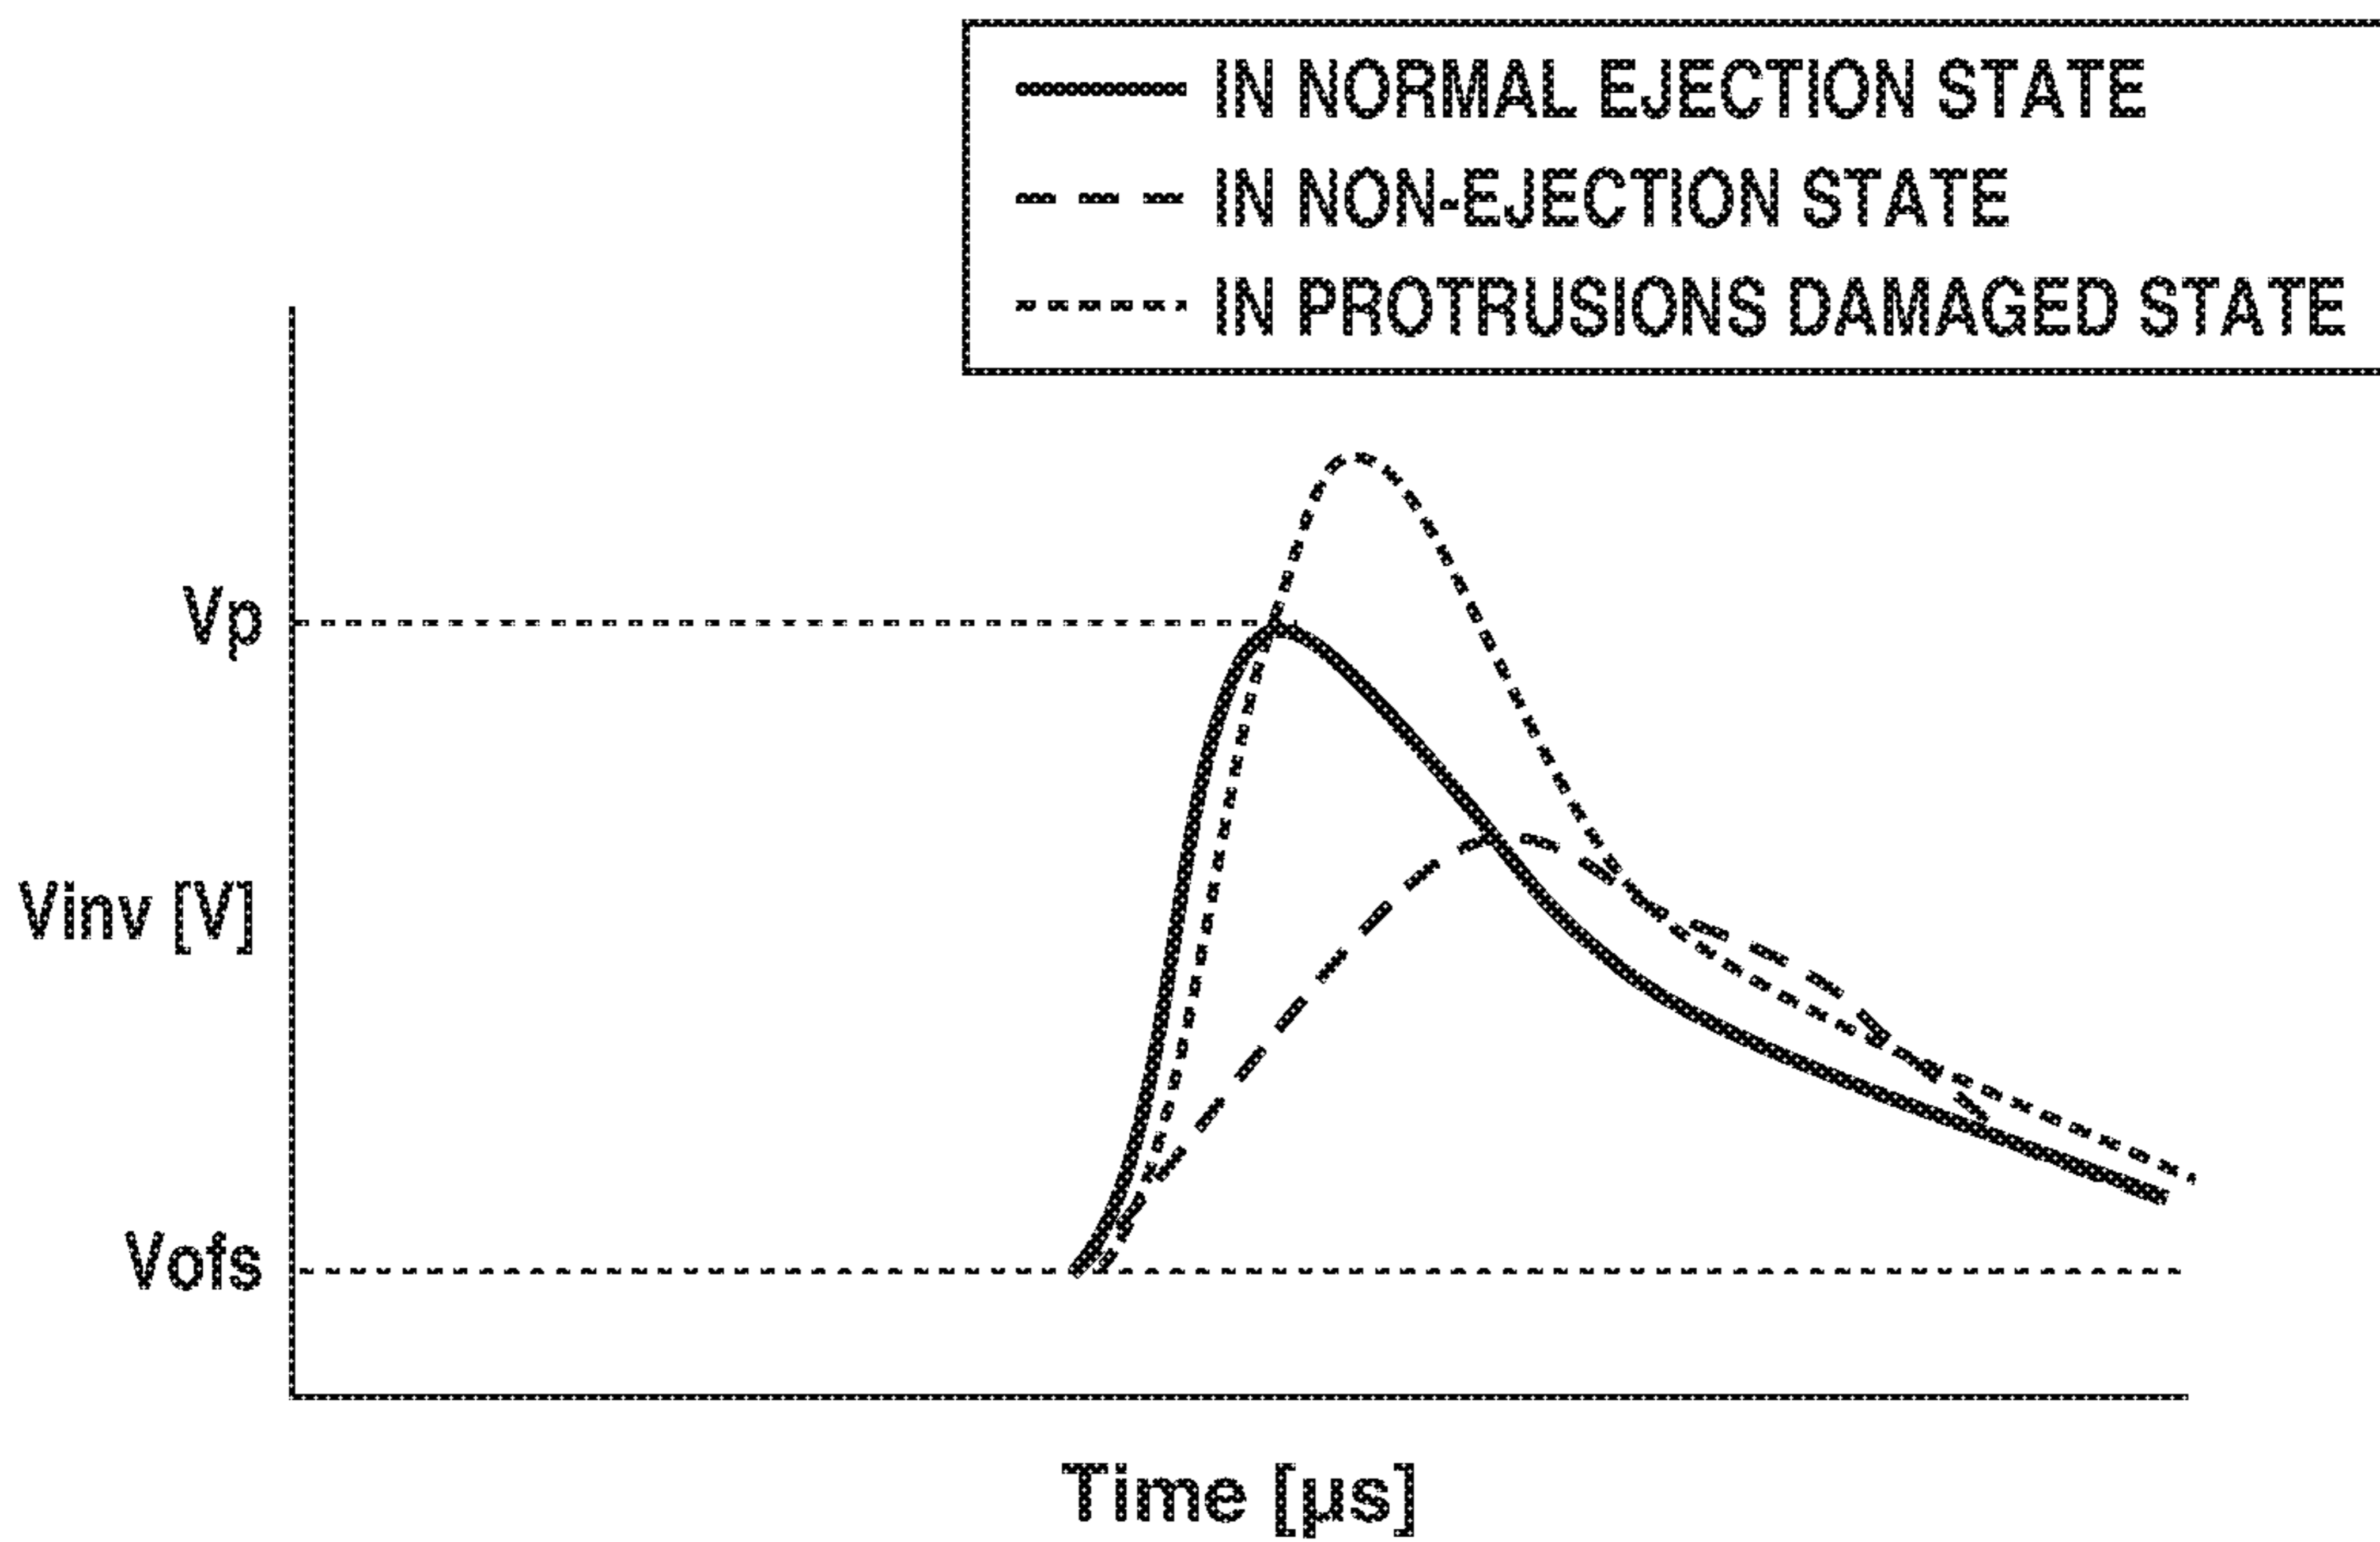 IN NORMAL EJECTION STATE
IN NON-EJECTION STATE
IN PROTRUSIONS DAMAGED STATE
Vp
Vinv [V]
Vofs
Time [µs]